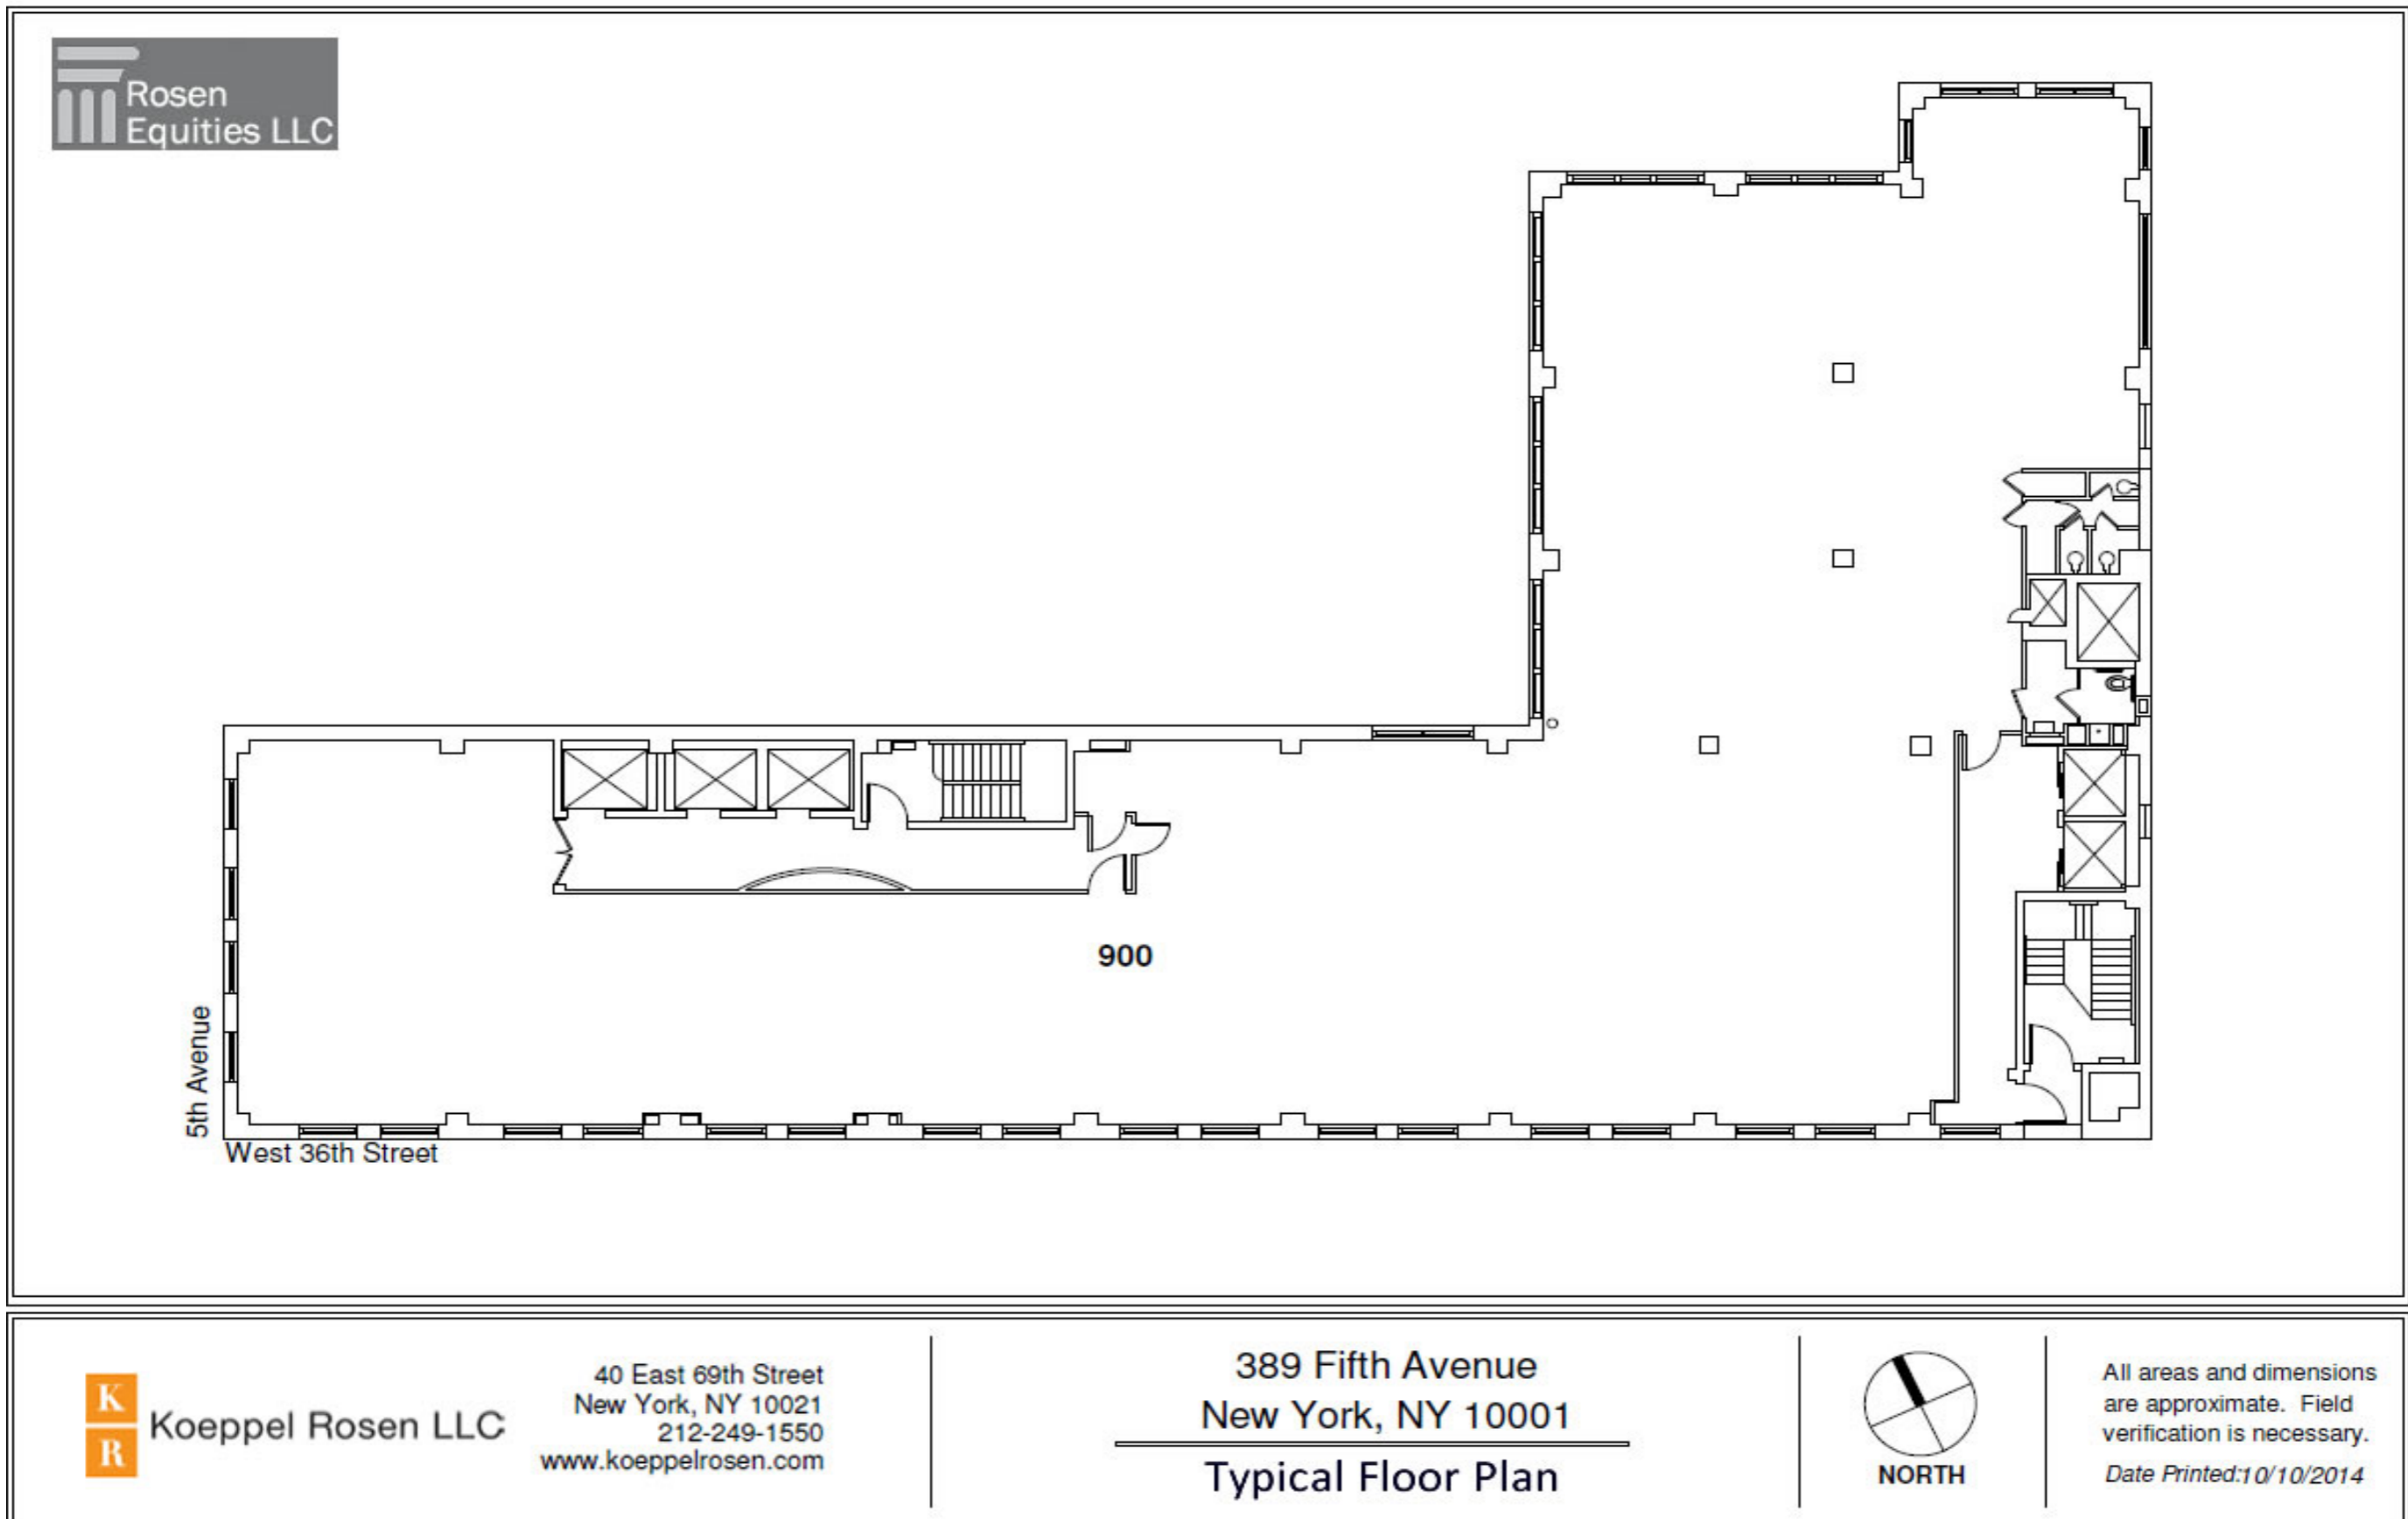 Rosen
Equities LLC
900
5th Avenue
West 36th Street
K
R
Koeppel Rosen LLC
40 East 69th Street
New York, NY 10021
212-249-1550
www.koeppelrosen.com
389 Fifth Avenue
New York, NY 10001
Typical Floor Plan
NORTH
All areas and dimensions
are approximate. Field
verification is necessary.
Date Printed:10/10/2014